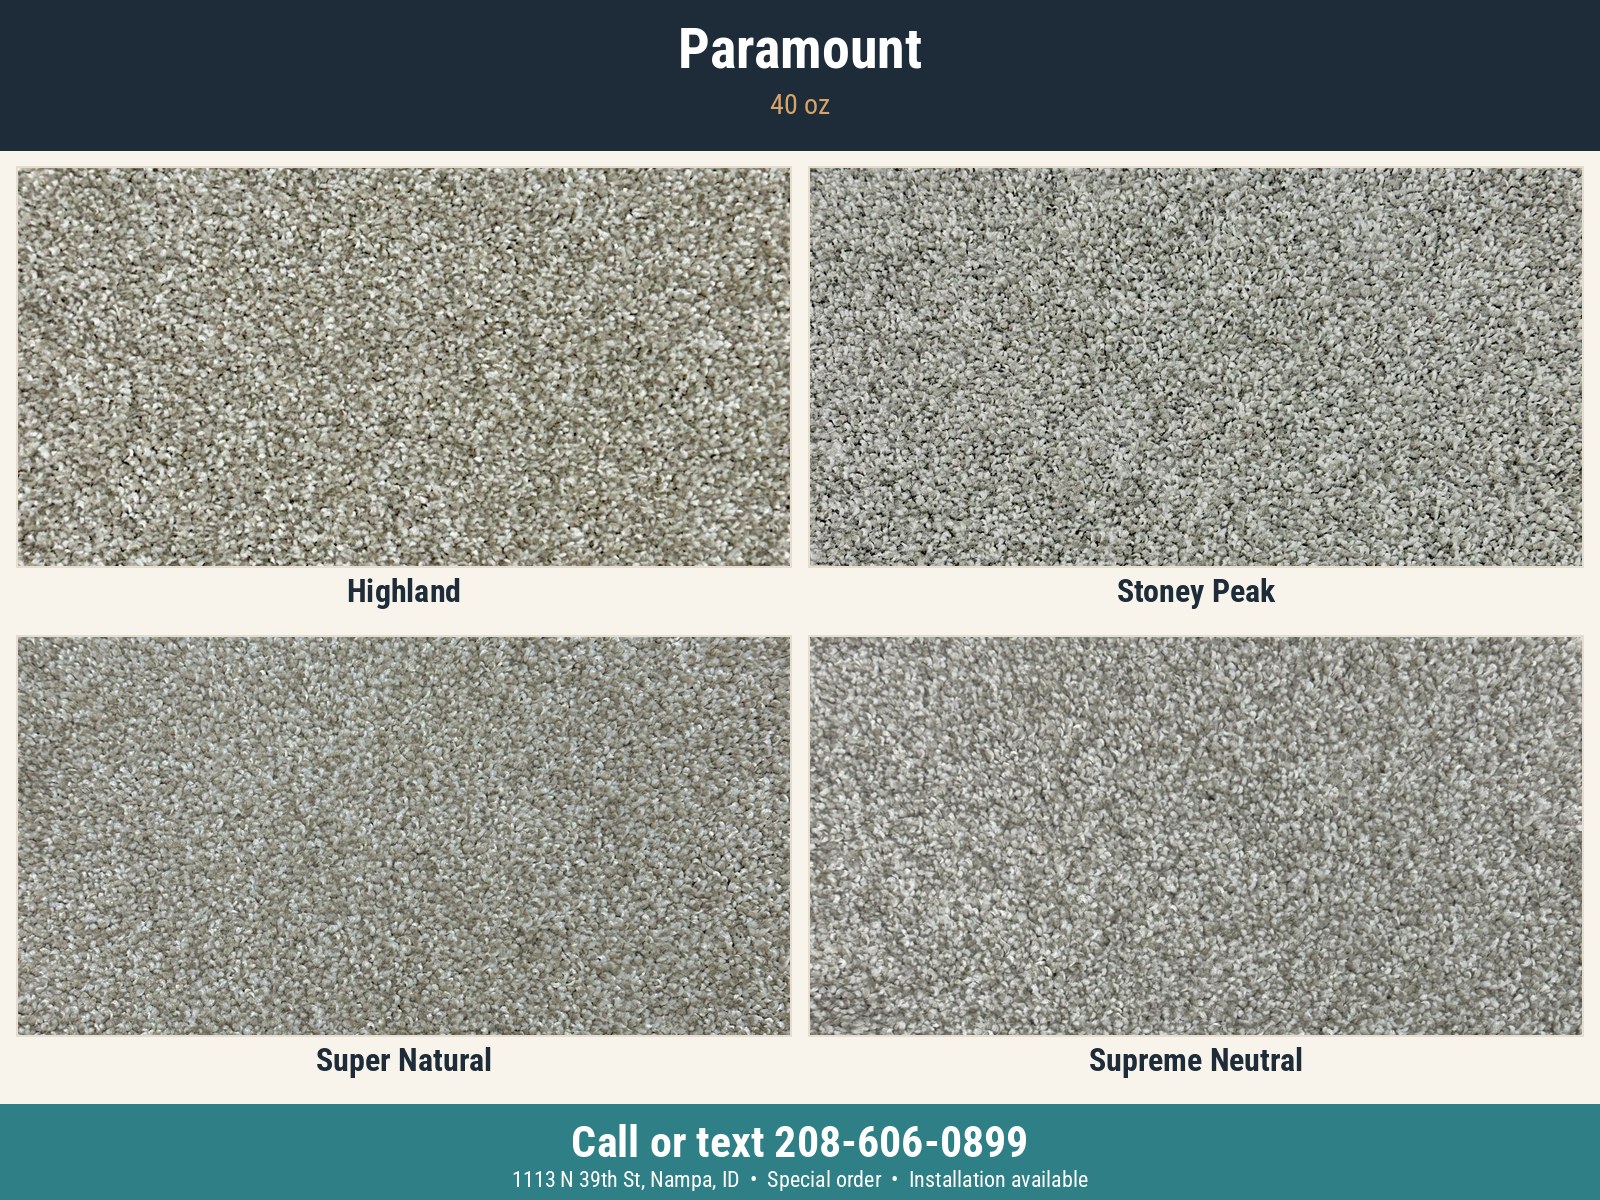 Paramount
40 oz
Highland
Stoney Peak
Super Natural
Supreme Neutral
Call or text 208-606-0899
1113 N 39th St, Nampa, ID • Special order • Installation available